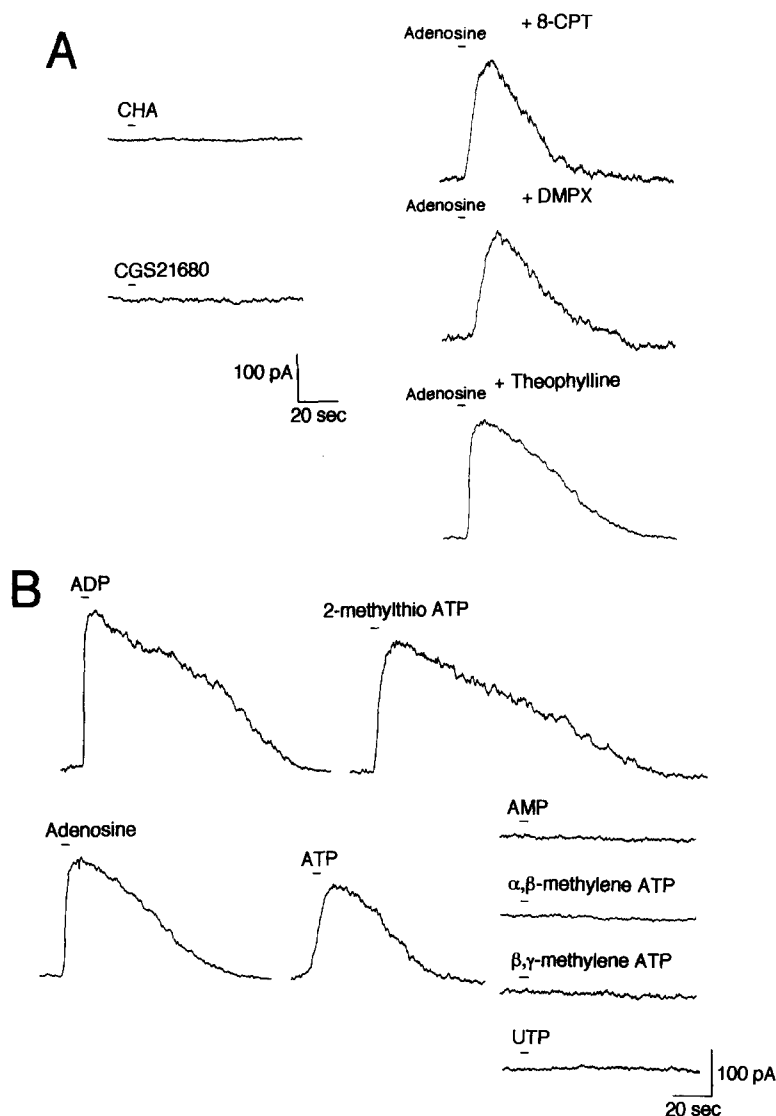 A
CHA
CGS21680
100 pA
20 sec
Adenosine + 8-CPT
Adenosine + DMPX
Adenosine + Theophylline
B
ADP
2-methylthio ATP
Adenosine
ATP
AMP
α,β-methylene ATP
β,γ-methylene ATP
UTP
100 pA
20 sec